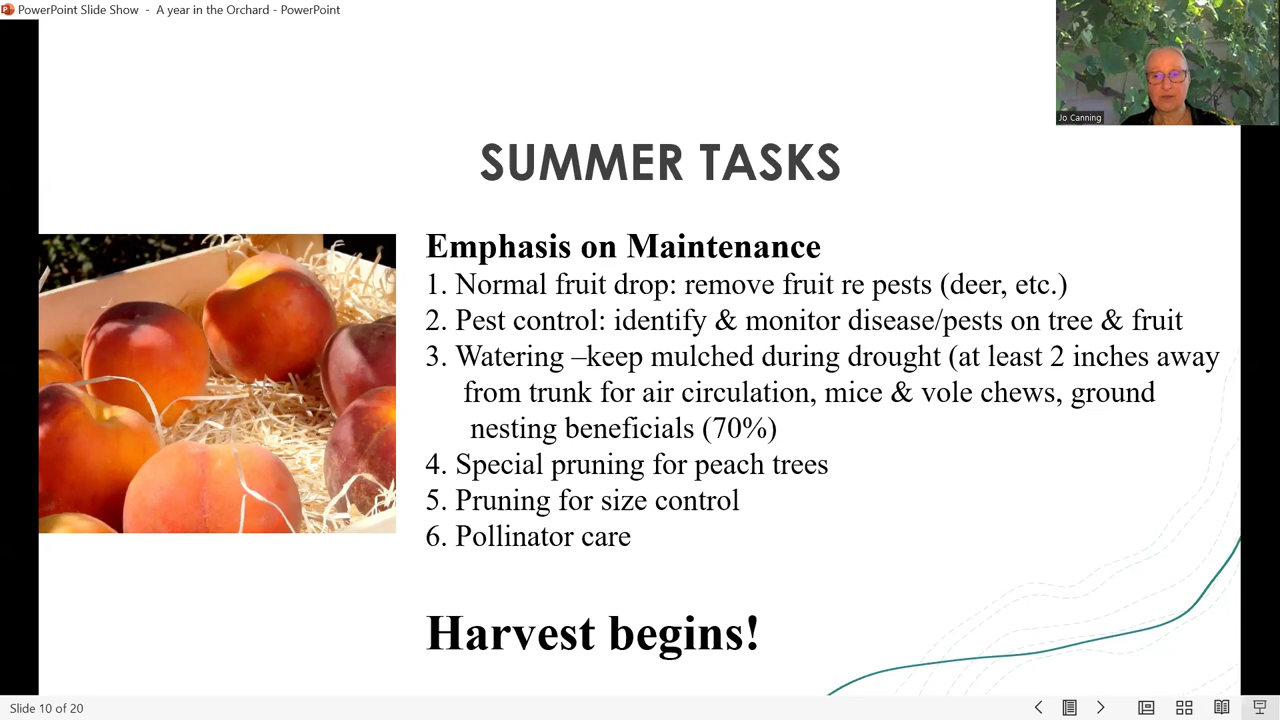 PowerPoint Slide Show - A year in the Orchard - PowerPoint
Jo Canning
SUMMER TASKS
Emphasis on Maintenance
1. Normal fruit drop: remove fruit re pests (deer, etc.)
2. Pest control: identify & monitor disease/pests on tree & fruit
3. Watering –keep mulched during drought (at least 2 inches away
from trunk for air circulation, mice & vole chews, ground
nesting beneficials (70%)
4. Special pruning for peach trees
5. Pruning for size control
6. Pollinator care
Harvest begins!
Slide 10 of 20